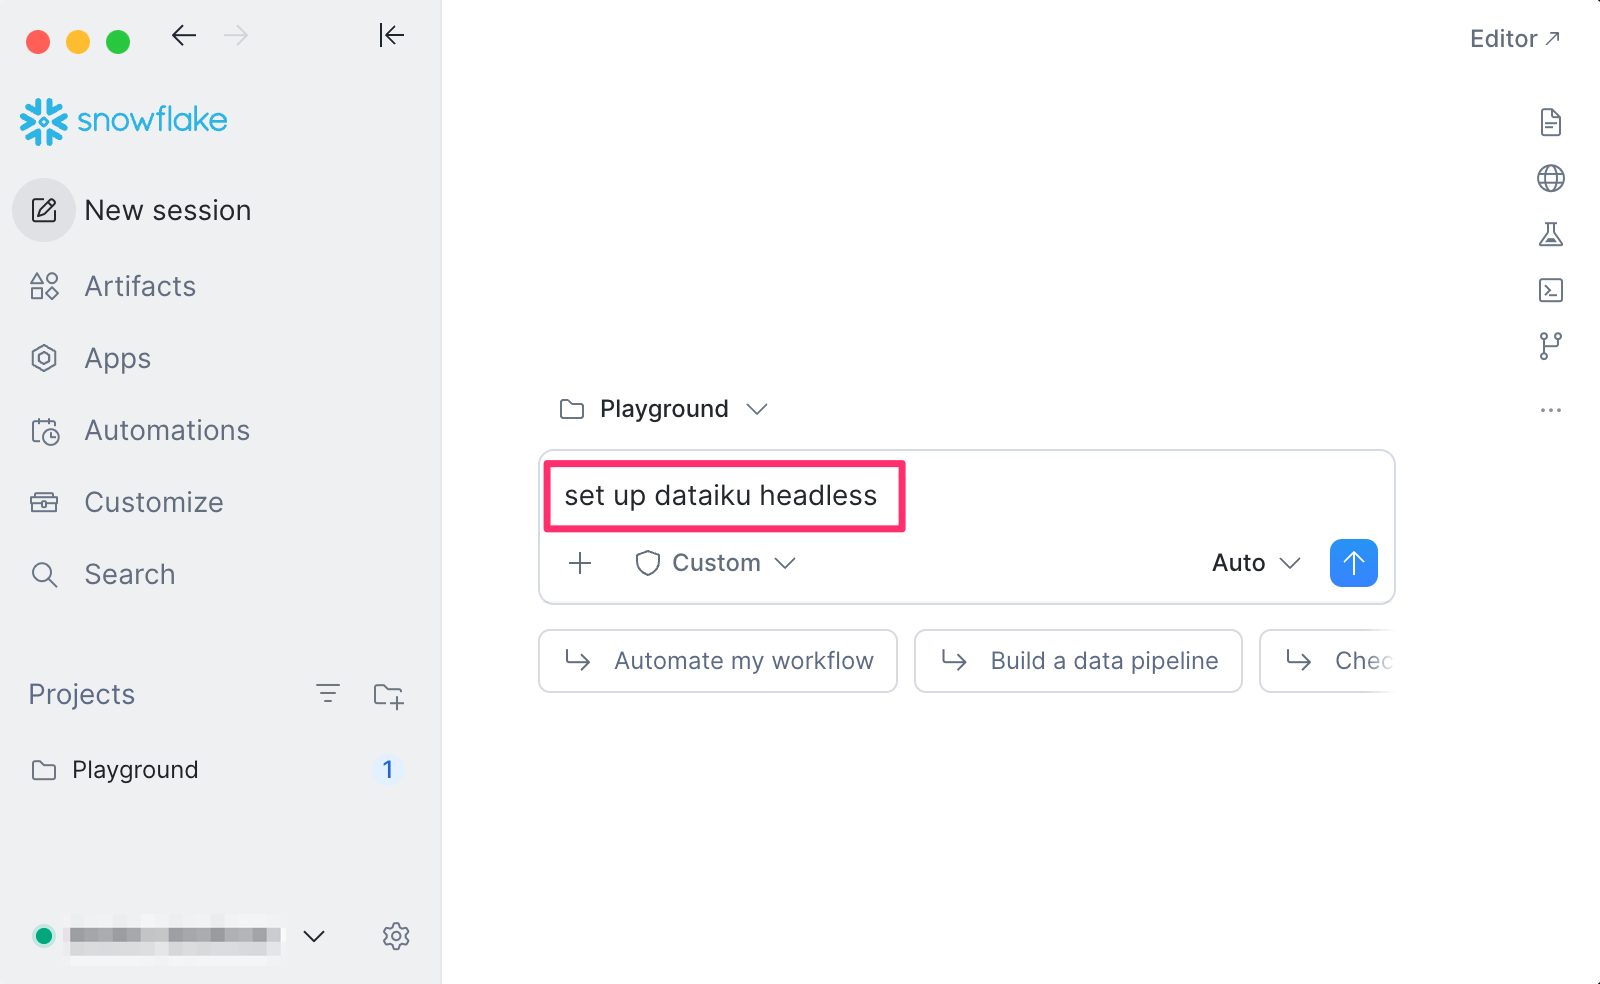 Editor
snowflake
New session
Artifacts
Apps
Automations
Customize
Search
Projects
Playground
1
Playground
set up dataiku headless
Custom
Auto
Automate my workflow
Build a data pipeline